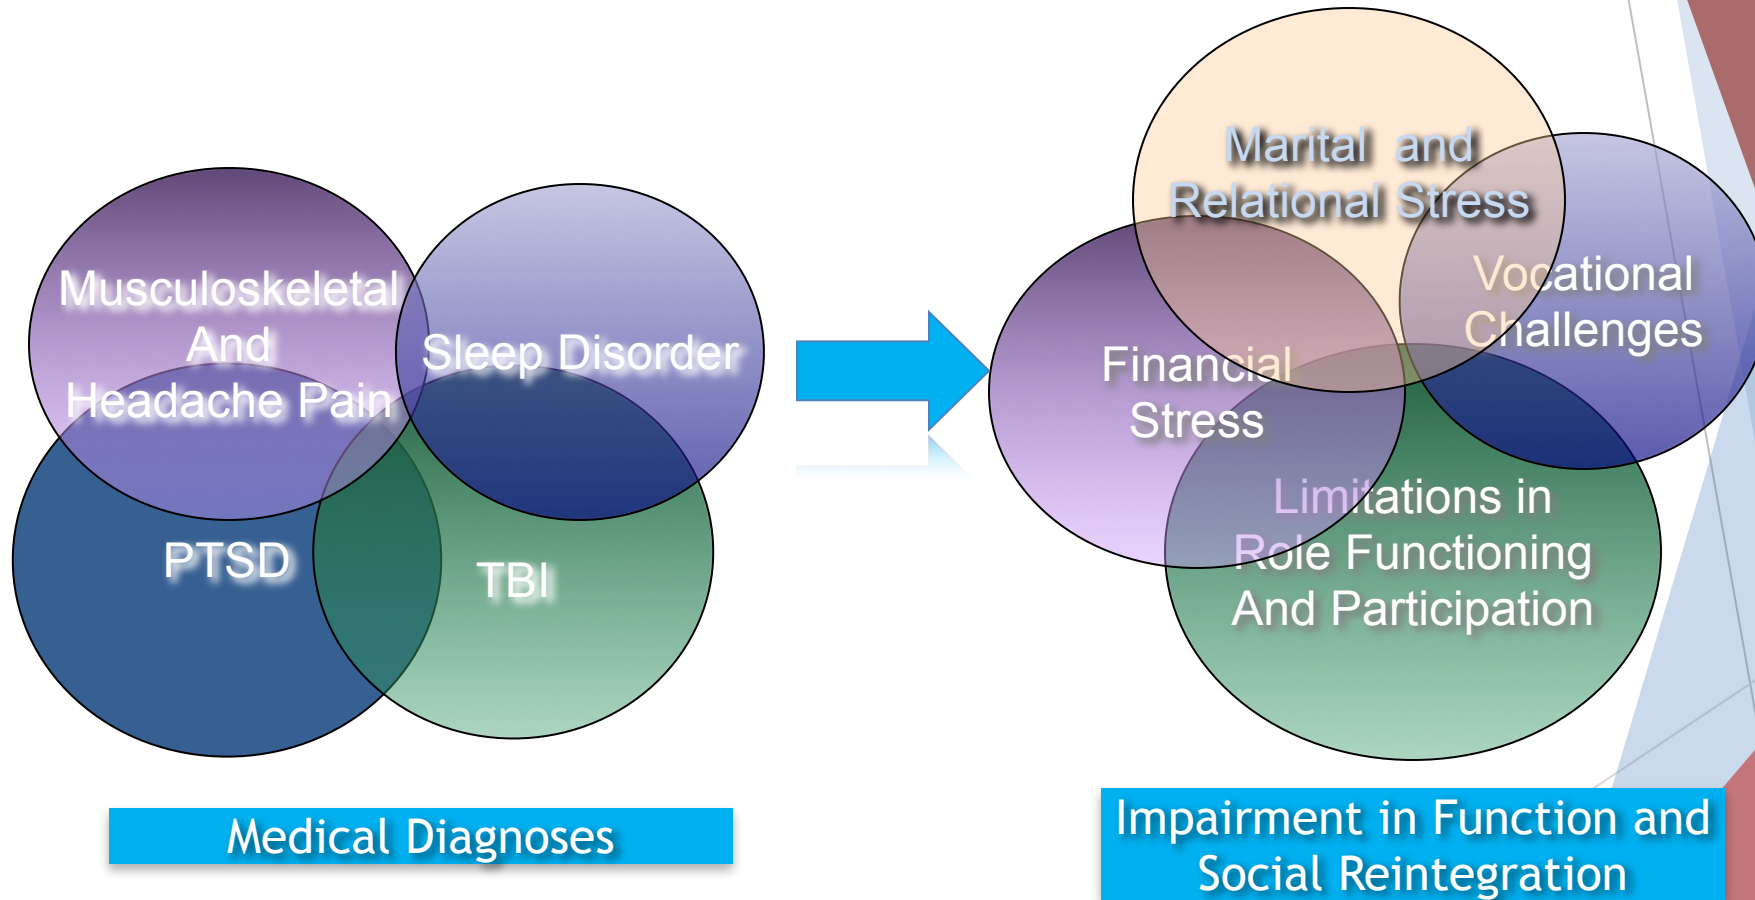 Musculoskeletal
And
Headache Pain
Sleep Disorder
PTSD
TBI
Medical Diagnoses
Marital and
Relational Stress
Vocational
Challenges
Financial
Stress
Limitations in
Role Functioning
And Participation
Impairment in Function and
Social Reintegration